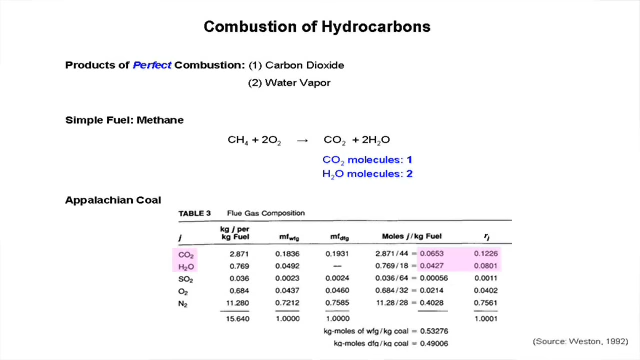 Combustion of Hydrocarbons
Products of Perfect Combustion: (1) Carbon Dioxide
(2) Water Vapor
Simple Fuel: Methane
CH₄ + 2O₂ → CO₂ + 2H₂O
CO₂ molecules: 1
H₂O molecules: 2
Appalachian Coal
TABLE 3 Flue Gas Composition
j kg j per kg Fuel mf_wfg mf_dfg Moles j/kg Fuel r_j
CO₂ 2.871 0.1836 0.1931 2.871/44 = 0.0653 0.1226
H₂O 0.769 0.0492 — 0.769/18 = 0.0427 0.0801
SO₂ 0.036 0.0023 0.0024 0.036/64 = 0.00056 0.0011
O₂ 0.684 0.0437 0.0460 0.684/32 = 0.0214 0.0402
N₂ 11.280 0.7212 0.7585 11.28/28 = 0.4028 0.7561
15.640 1.0000 1.0000 1.0001
kg-moles of wfg/kg coal = 0.53276
kg-moles dfg/kg coal = 0.49006
(Source: Weston, 1992)